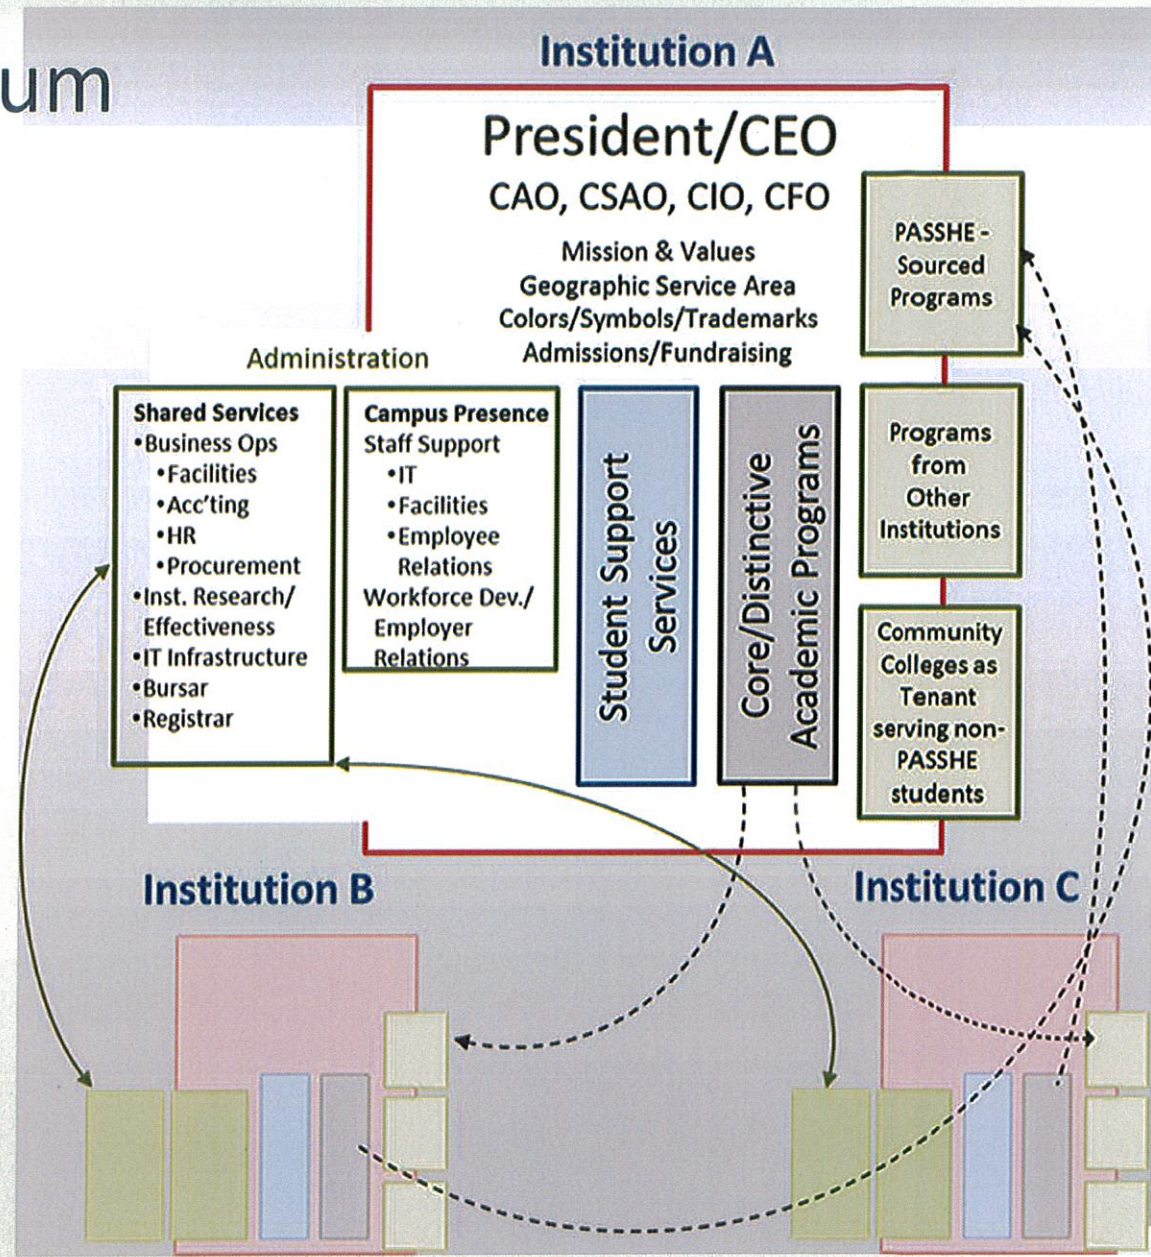 um
Institution A
President/CEO
CAO, CSAO, CIO, CFO
Mission & Values
Geographic Service Area
Colors/Symbols/Trademarks
Admissions/Fundraising
Administration
Shared Services
•Business Ops
•Facilities
•Acc'ting
•HR
•Procurement
•Inst. Research/
Effectiveness
•IT Infrastructure
•Bursar
•Registrar
Campus Presence
Staff Support
•IT
•Facilities
•Employee
Relations
Workforce Dev./
Employer
Relations
Student Support
Services
Core/Distinctive
Academic Programs
PASSHE -
Sourced
Programs
Programs
from
Other
Institutions
Community
Colleges as
Tenant
serving non-
PASSHE
students
Institution B
Institution C